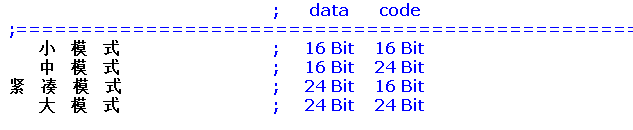 ; data code
;==================================================
小 模 式 ; 16 Bit 16 Bit
中 模 式 ; 16 Bit 24 Bit
紧 凑 模 式 ; 24 Bit 16 Bit
大 模 式 ; 24 Bit 24 Bit